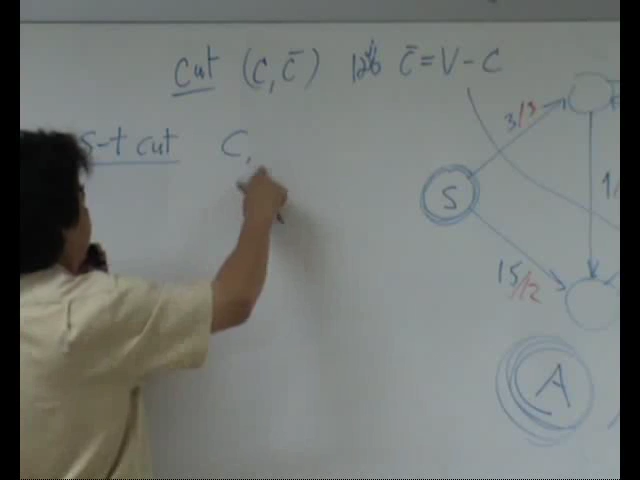 Cut (C, C̄) C̄ = V - C
s-t cut C,
3/3
S
1/
15/12
A